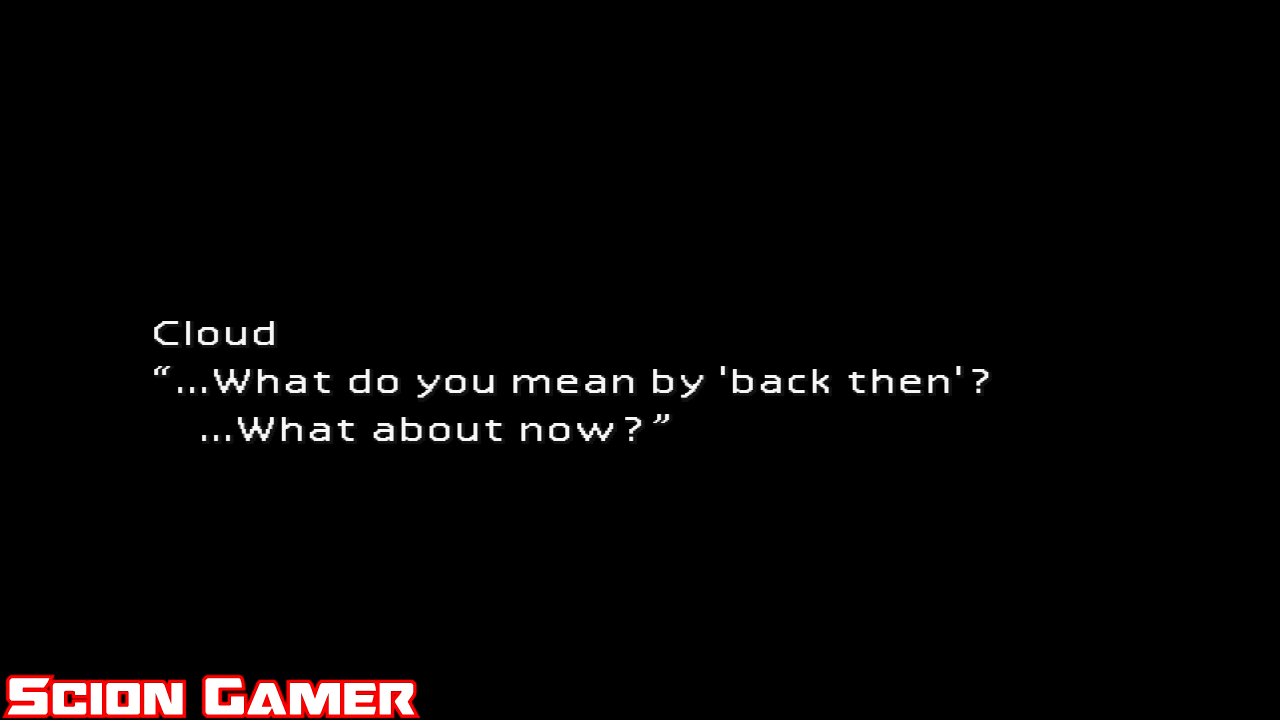 Cloud
“...What do you mean by 'back then'?
...What about now?”
SCION GAMER